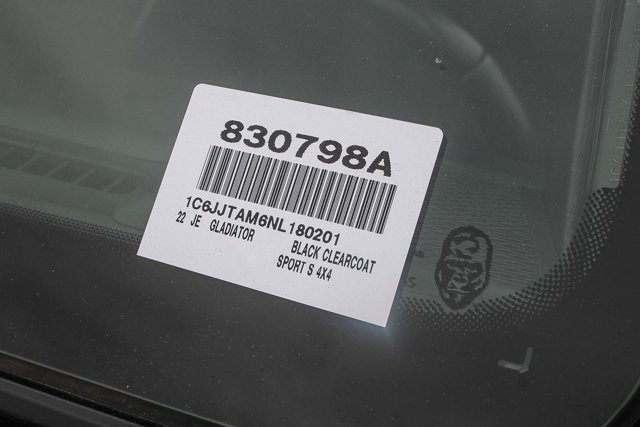 830798A
1C6JJTAM6NL180201
22 JE GLADIATOR BLACK CLEARCOAT
SPORT S 4X4